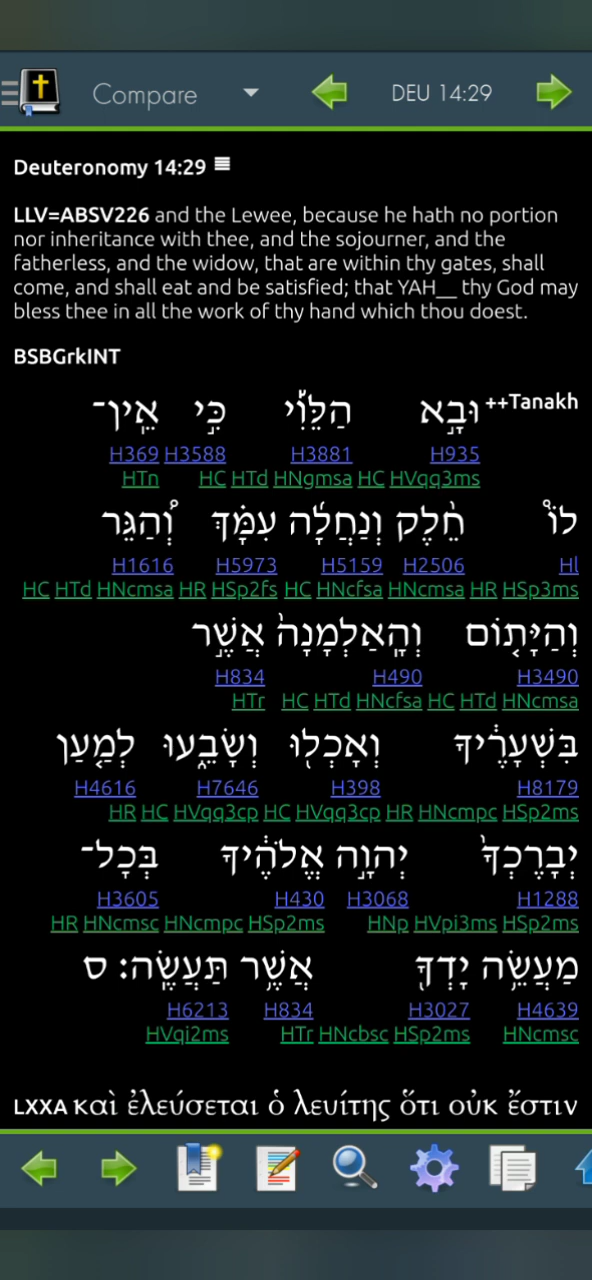 Compare DEU 14:29
Deuteronomy 14:29
LLV=ABSV226 and the Lewee, because he hath no portion
nor inheritance with thee, and the sojourner, and the
fatherless, and the widow, that are within thy gates, shall
come, and shall eat and be satisfied; that YAH__ thy God may
bless thee in all the work of thy hand which thou doest.
BSBGrkINT
++Tanakh וּבָ֣א הַלֵּוִ֡י כִּ֣י אֵֽין־
H369 H3588 H3881 H935
HTn HC HTd HNgmsa HC HVqq3ms
לוֹ֩ חֵ֨לֶק וְנַחֲלָ֜ה עִמָּ֗ךְ וְ֠הַגֵּר
H1616 H5973 H5159 H2506 Hl
HC HTd HNcmsa HR HSp2fs HC HNcfsa HNcmsa HR HSp3ms
וְהַיָּת֤וֹם וְהָֽאַלְמָנָה֙ אֲשֶׁ֣ר
H834 H490 H3490
HTr HC HTd HNcfsa HC HTd HNcmsa
בִּשְׁעָרֶ֔יךָ וְאָכְל֖וּ וְשָׂבֵ֑עוּ לְמַ֤עַן
H4616 H7646 H398 H8179
HR HC HVqq3cp HC HVqq3cp HR HNcmpc HSp2ms
יְבָרֶכְךָ֙ יְהוָ֣ה אֱלֹהֶ֔יךָ בְּכָל־
H3605 H430 H3068 H1288
HR HNcmsc HNcmpc HSp2ms HNp HVpi3ms HSp2ms
מַעֲשֵׂ֥ה יָדְךָ֖ אֲשֶׁ֥ר תַּעֲשֶֽׂה׃ ס
H6213 H834 H3027 H4639
HVqi2ms HTr HNcbsc HSp2ms HNcmsc
LXXA καὶ ἐλεύσεται ὁ λευίτης ὅτι οὐκ ἔστιν